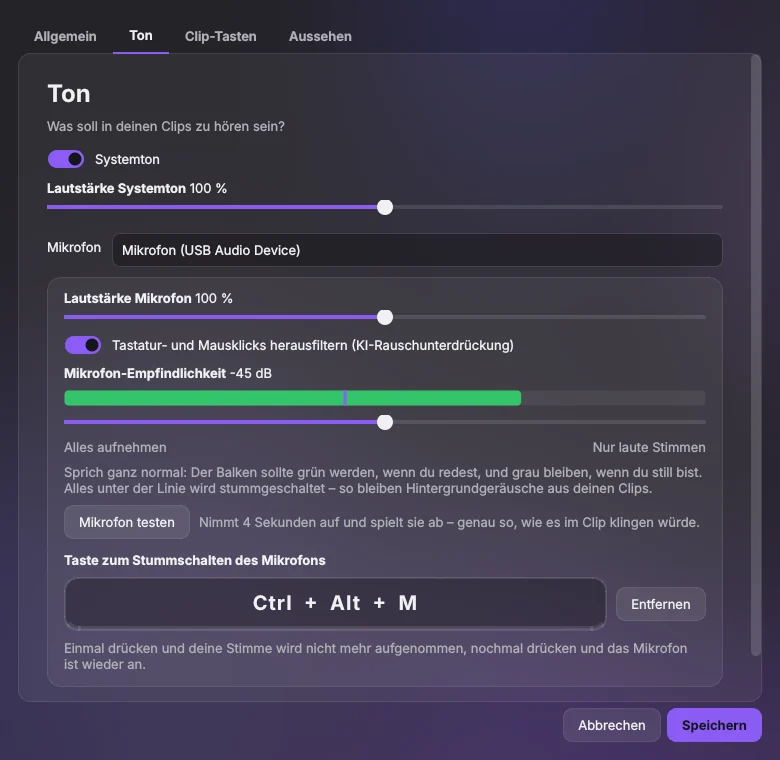 Allgemein Ton Clip-Tasten Aussehen
Ton
Was soll in deinen Clips zu hören sein?
Systemton
Lautstärke Systemton 100 %
Mikrofon Mikrofon (USB Audio Device)
Lautstärke Mikrofon 100 %
Tastatur- und Mausklicks herausfiltern (KI-Rauschunterdrückung)
Mikrofon-Empfindlichkeit -45 dB
Alles aufnehmen Nur laute Stimmen
Sprich ganz normal: Der Balken sollte grün werden, wenn du redest, und grau bleiben, wenn du still bist.
Alles unter der Linie wird stummgeschaltet – so bleiben Hintergrundgeräusche aus deinen Clips.
Mikrofon testen Nimmt 4 Sekunden auf und spielt sie ab – genau so, wie es im Clip klingen würde.
Taste zum Stummschalten des Mikrofons
Ctrl + Alt + M Entfernen
Einmal drücken und deine Stimme wird nicht mehr aufgenommen, nochmal drücken und das Mikrofon
ist wieder an.
Abbrechen Speichern